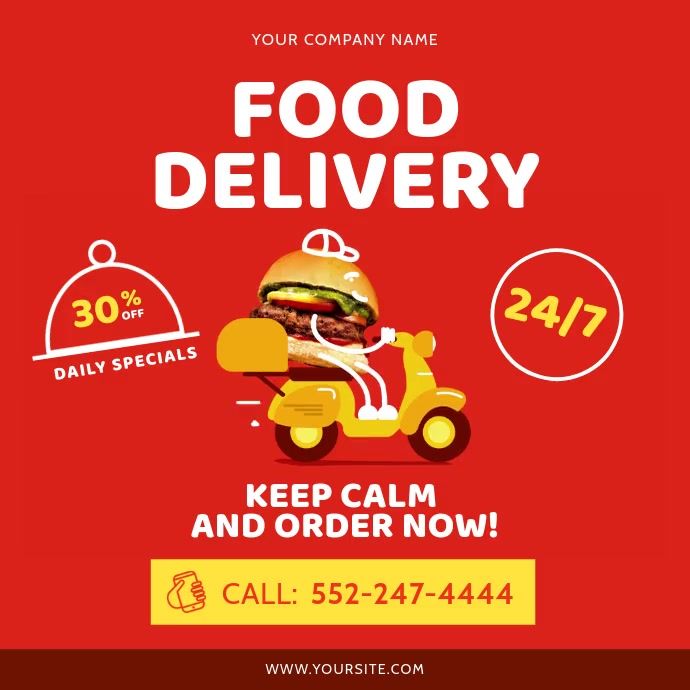 YOUR COMPANY NAME
FOOD
DELIVERY
30% OFF
DAILY SPECIALS
24/7
KEEP CALM
AND ORDER NOW!
CALL: 552-247-4444
WWW.YOURSITE.COM